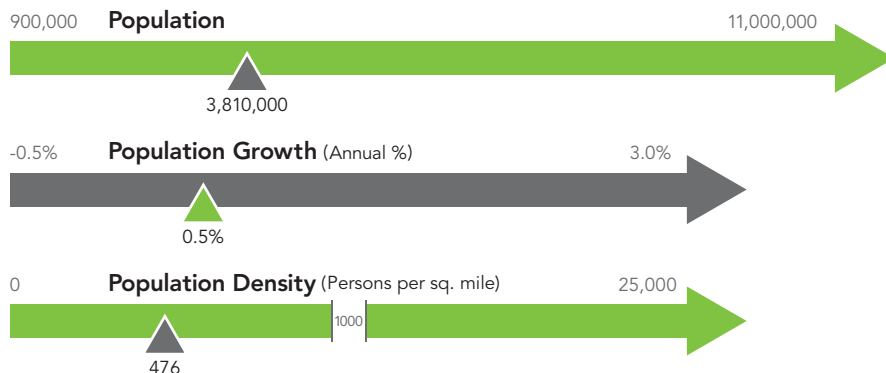 900,000 Population 11,000,000
3,810,000
-0.5% Population Growth (Annual %) 3.0%
0.5%
0 Population Density (Persons per sq. mile) 25,000
1000
476